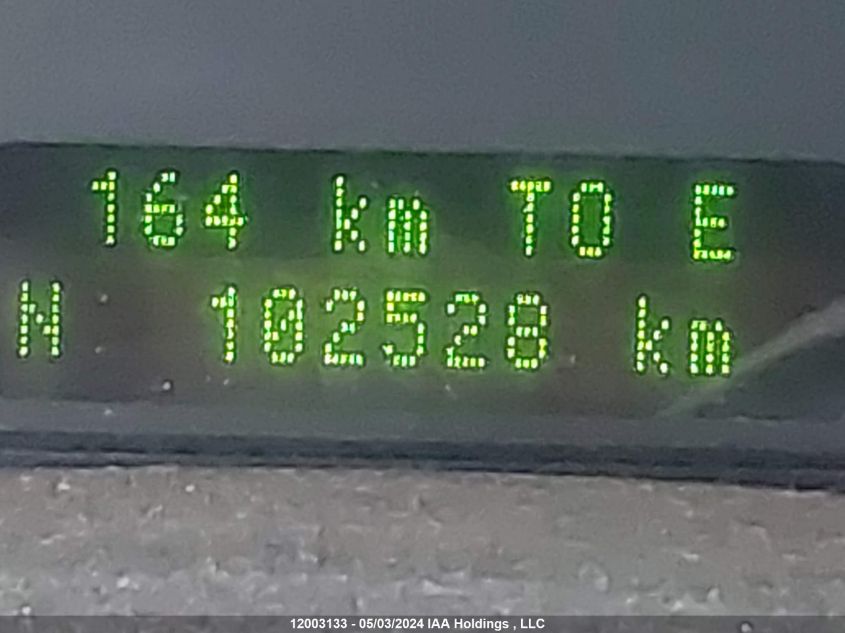 164 km TO E
N 102528 km
12003133 - 05/03/2024 IAA Holdings , LLC